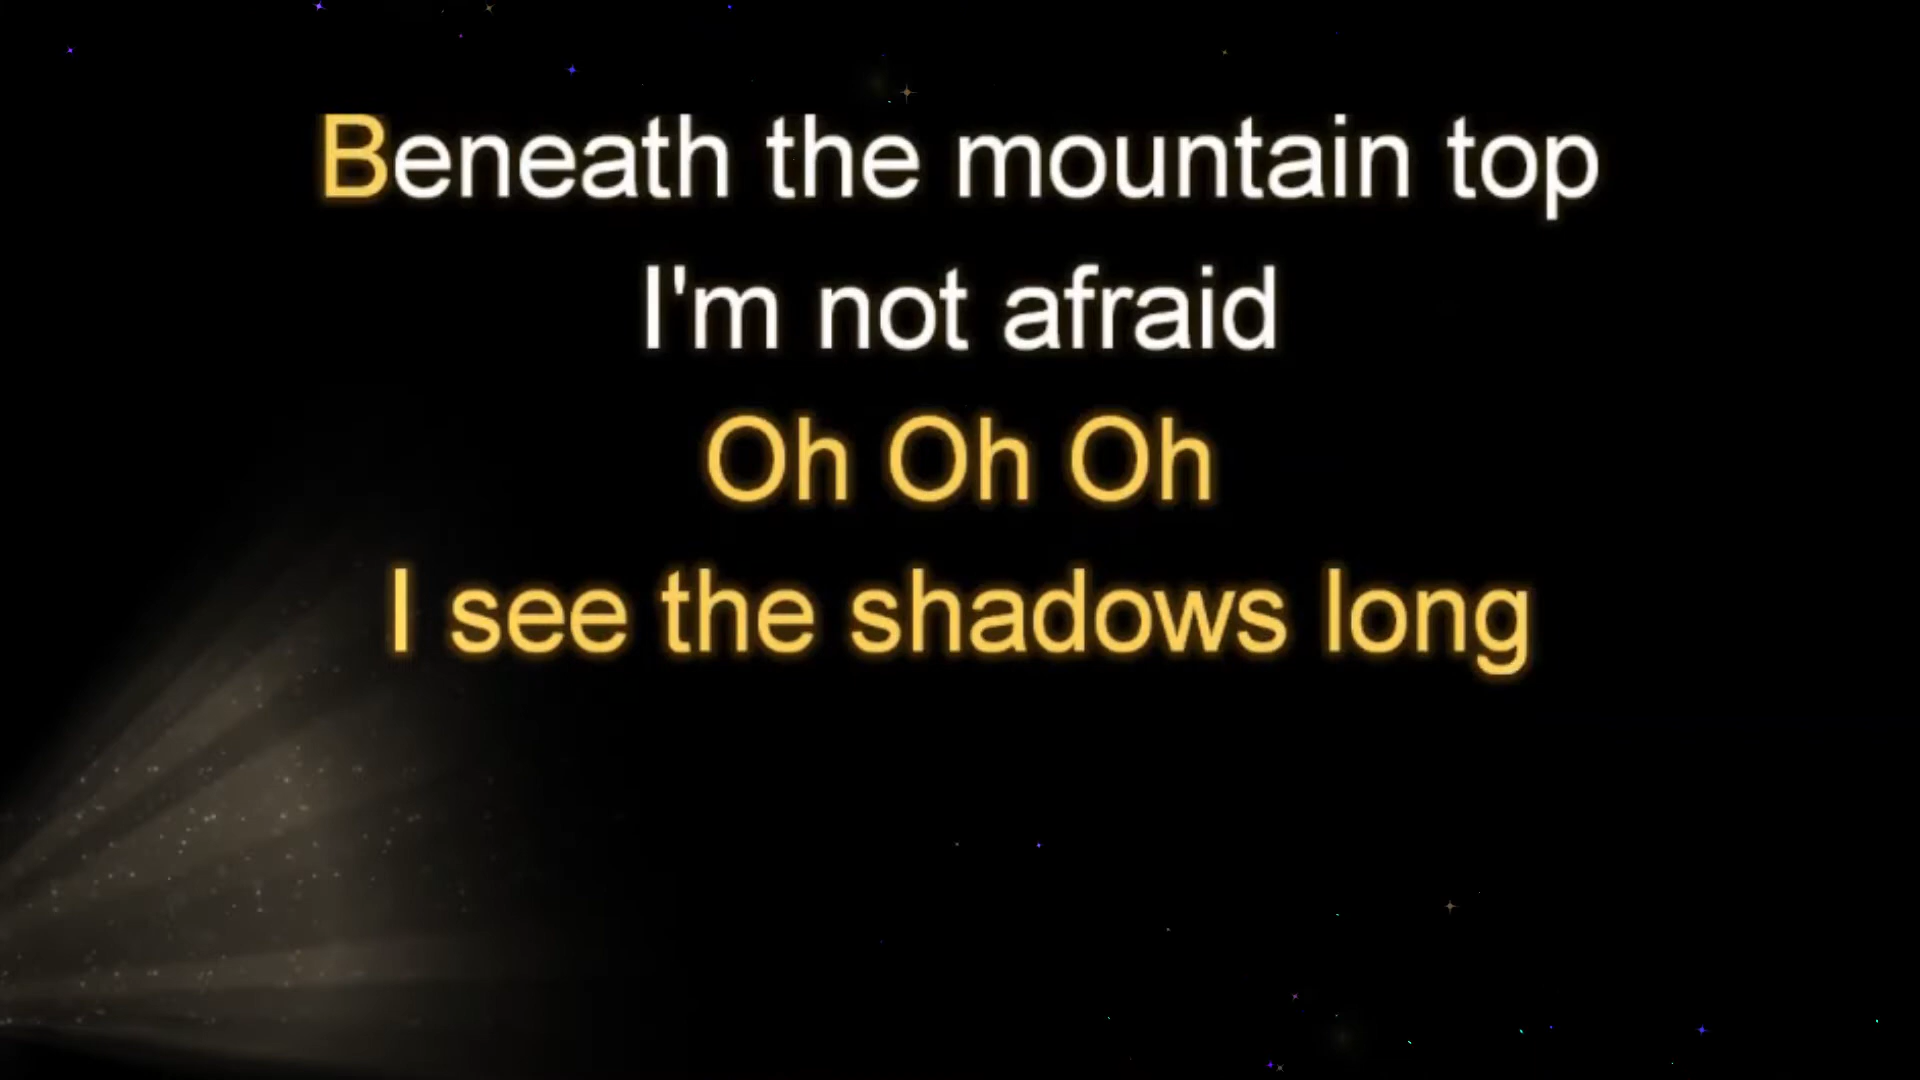 Beneath the mountain top
I'm not afraid
Oh Oh Oh
I see the shadows long